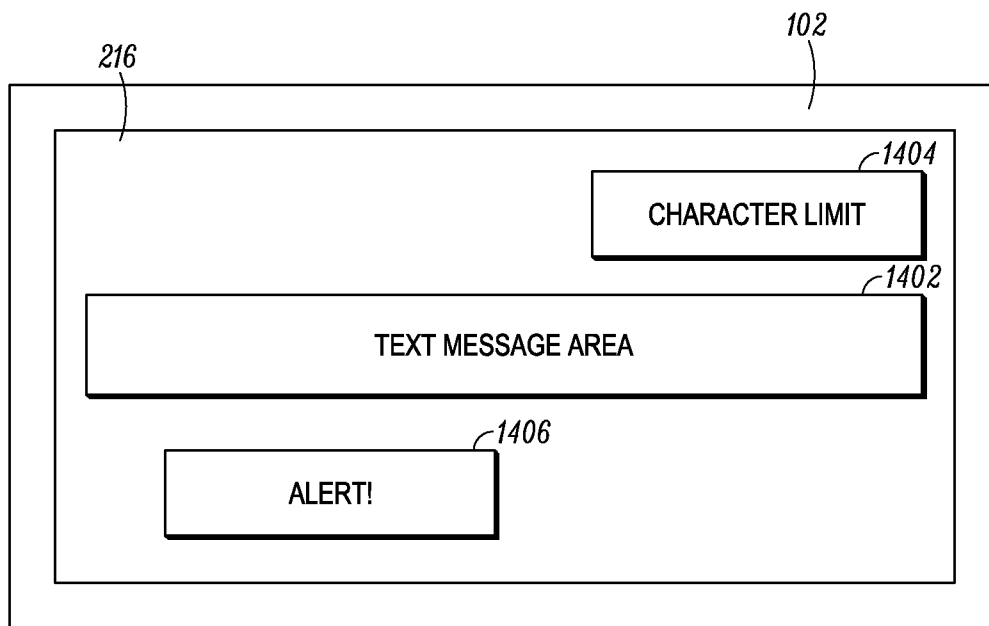 102
216
1404
CHARACTER LIMIT
1402
TEXT MESSAGE AREA
1406
ALERT!